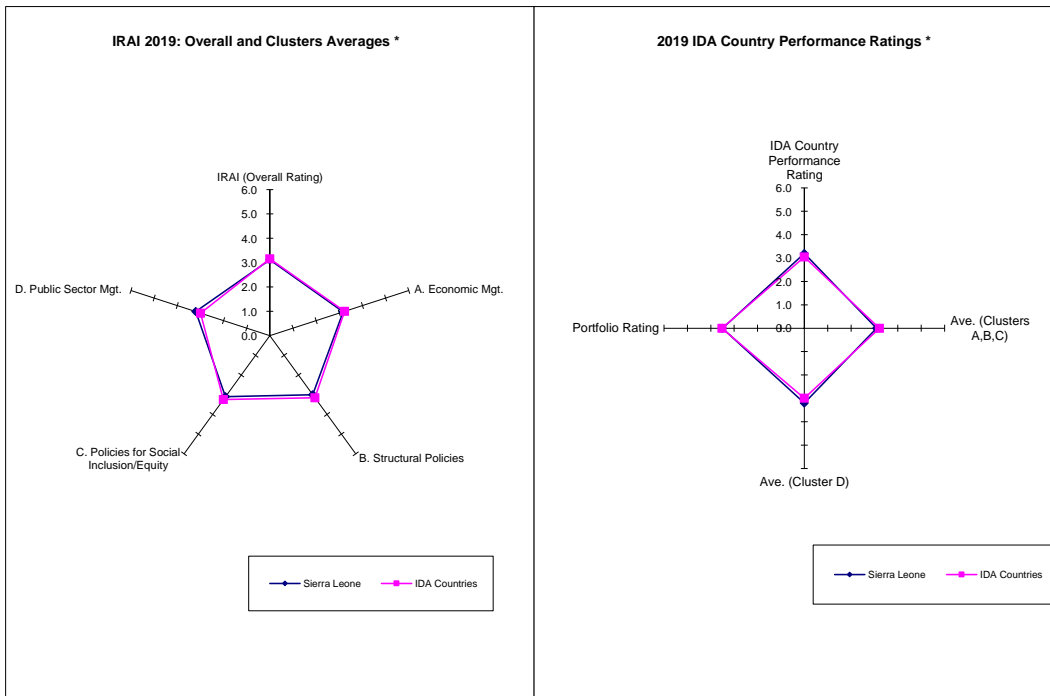 IRAI 2019: Overall and Clusters Averages *
IRAI (Overall Rating)
6.0
5.0
4.0
3.0
2.0
1.0
0.0
D. Public Sector Mgt.
A. Economic Mgt.
C. Policies for Social
Inclusion/Equity
B. Structural Policies
Sierra Leone
IDA Countries
2019 IDA Country Performance Ratings *
IDA Country
Performance
Rating
6.0
5.0
4.0
3.0
2.0
1.0
0.0
Portfolio Rating
Ave. (Clusters
A,B,C)
Ave. (Cluster D)
Sierra Leone
IDA Countries